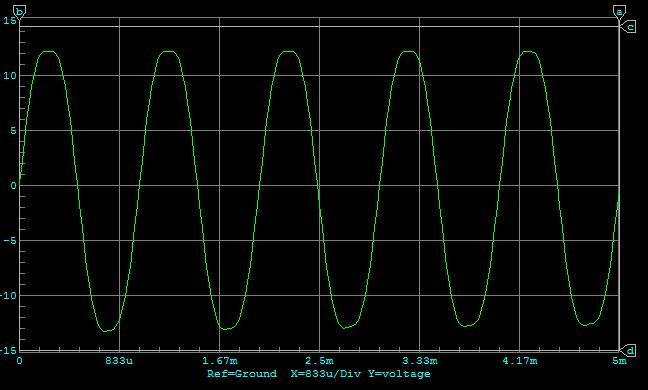 b a
15 c
10
5
0
-5
-10
-15 d
0 833u 1.67m 2.5m 3.33m 4.17m 5m
Ref=Ground X=833u/Div Y=voltage